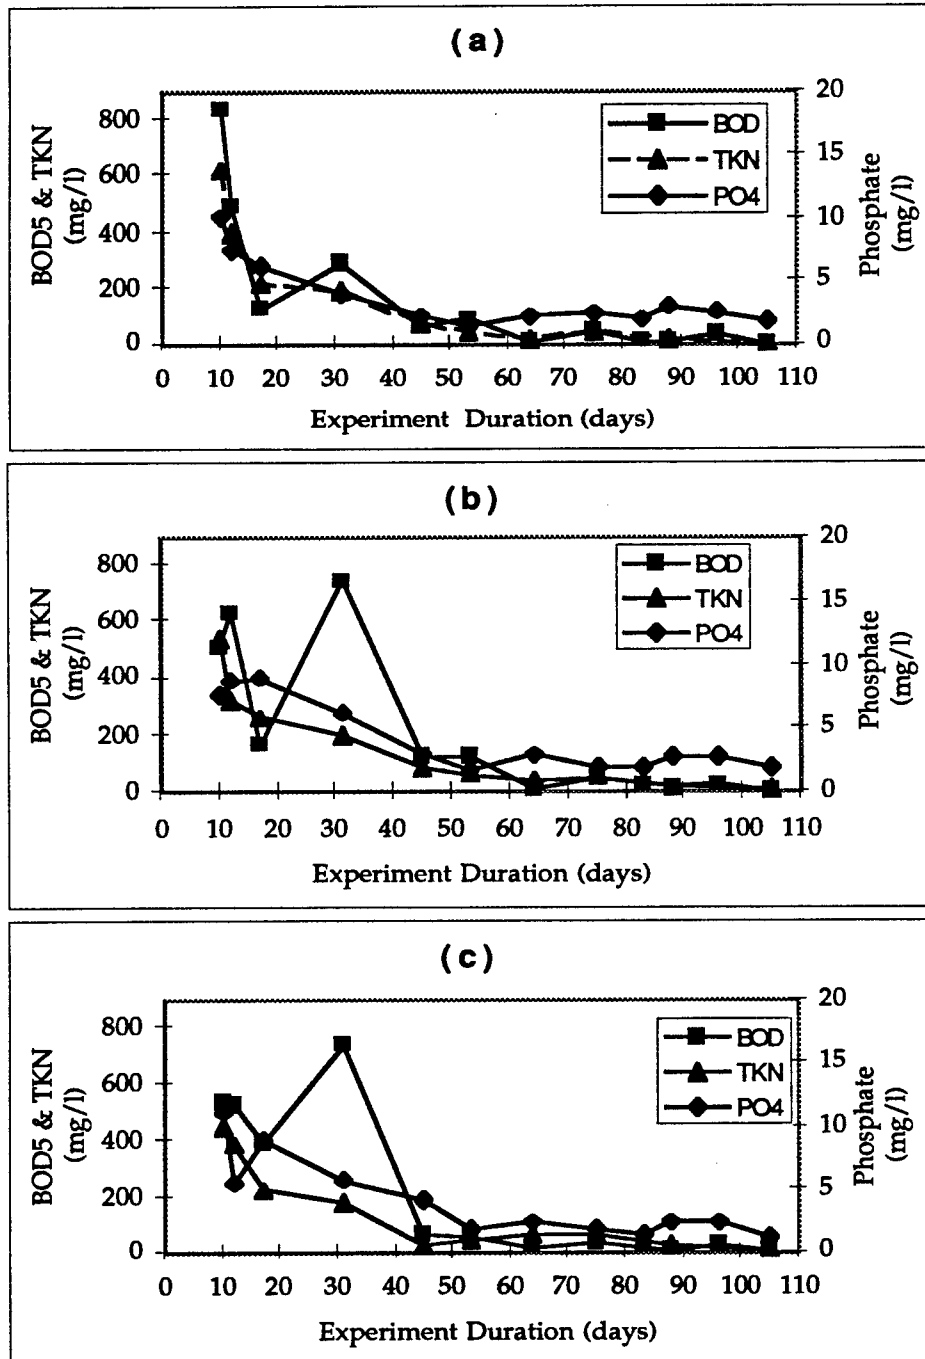 (a)
BOD5 & TKN
(mg/l)
800
600
400
200
0
20
15
10
5
0
Phosphate
(mg/l)
BOD
TKN
PO4
0 10 20 30 40 50 60 70 80 90 100 110
Experiment Duration (days)
(b)
BOD5 & TKN
(mg/l)
800
600
400
200
0
20
15
10
5
0
Phosphate
(mg/l)
BOD
TKN
PO4
0 10 20 30 40 50 60 70 80 90 100 110
Experiment Duration (days)
(c)
BOD5 & TKN
(mg/l)
800
600
400
200
0
20
15
10
5
0
Phosphate
(mg/l)
BOD
TKN
PO4
0 10 20 30 40 50 60 70 80 90 100 110
Experiment Duration (days)